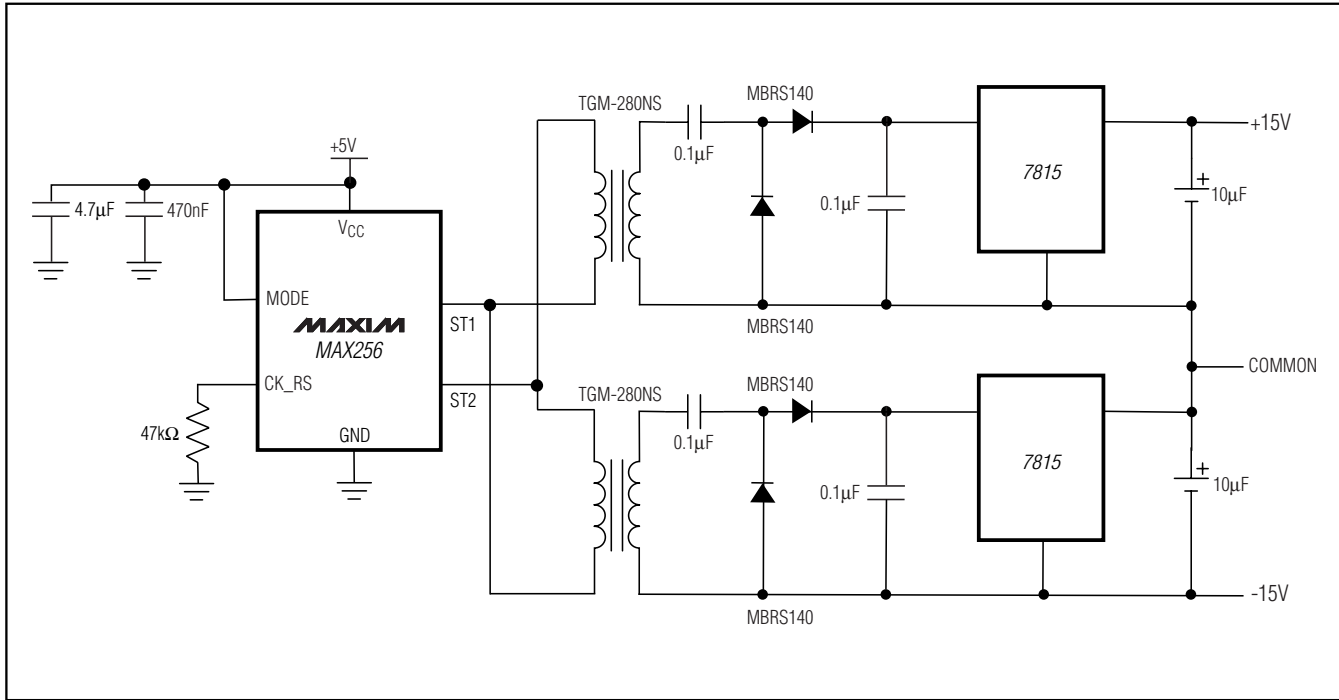 +5V
4.7µF
470nF
VCC
MODE
MAXIM
MAX256
CK_RS
GND
47kΩ
ST1
ST2
TGM-280NS
0.1µF
MBRS140
MBRS140
0.1µF
7815
+15V
+
10µF
COMMON
TGM-280NS
0.1µF
MBRS140
MBRS140
0.1µF
7815
+
10µF
-15V